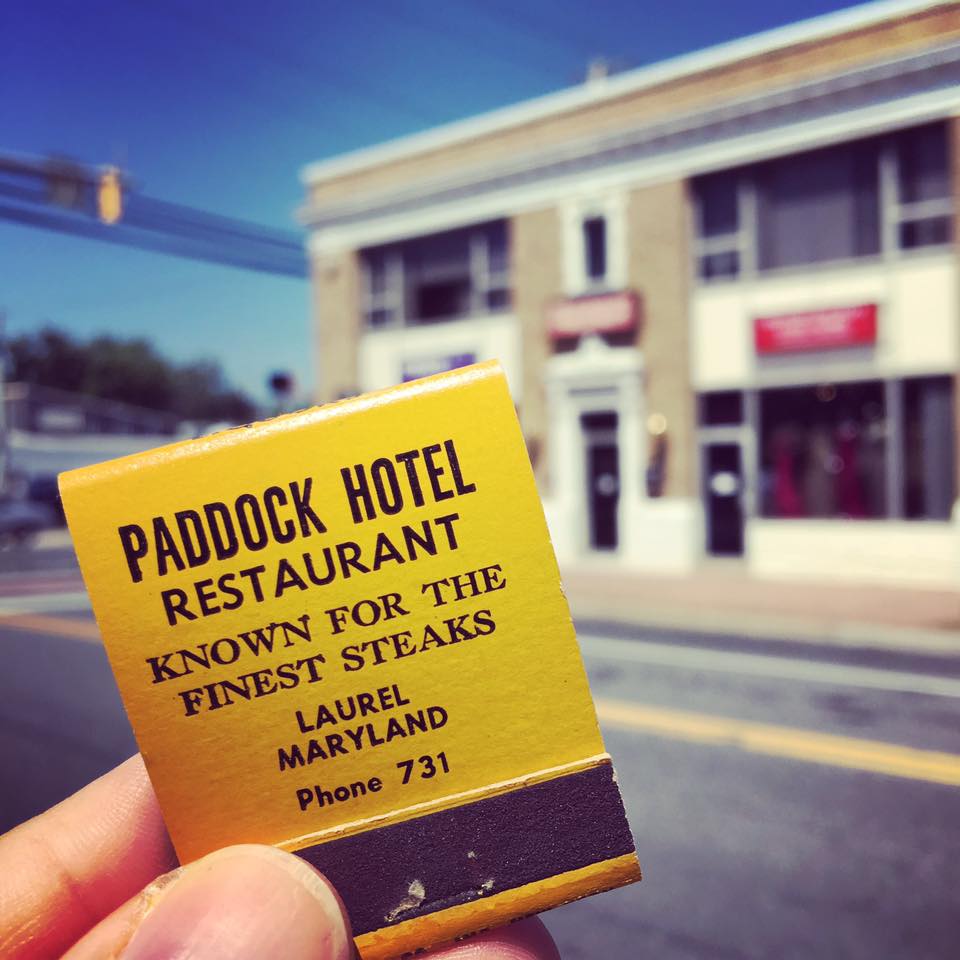 PADDOCK HOTEL
RESTAURANT
KNOWN FOR THE
FINEST STEAKS
LAUREL
MARYLAND
Phone 731